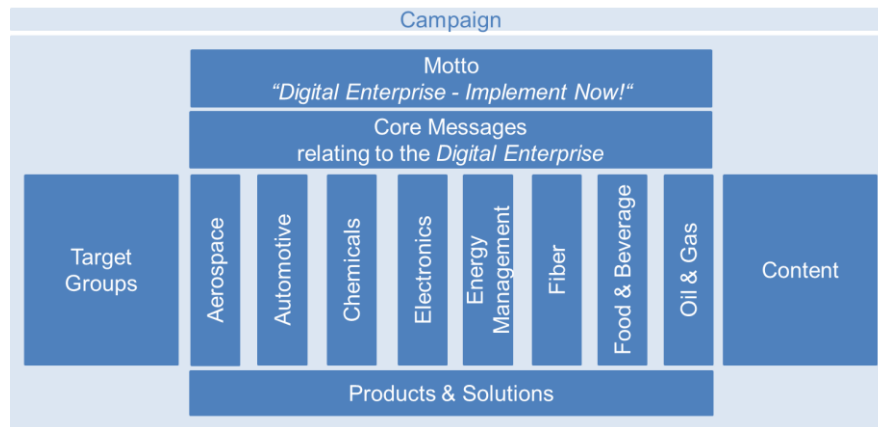 Campaign
Motto
“Digital Enterprise - Implement Now!“
Core Messages
relating to the Digital Enterprise
Target
Groups
Aerospace
Automotive
Chemicals
Electronics
Energy
Management
Fiber
Food & Beverage
Oil & Gas
Content
Products & Solutions